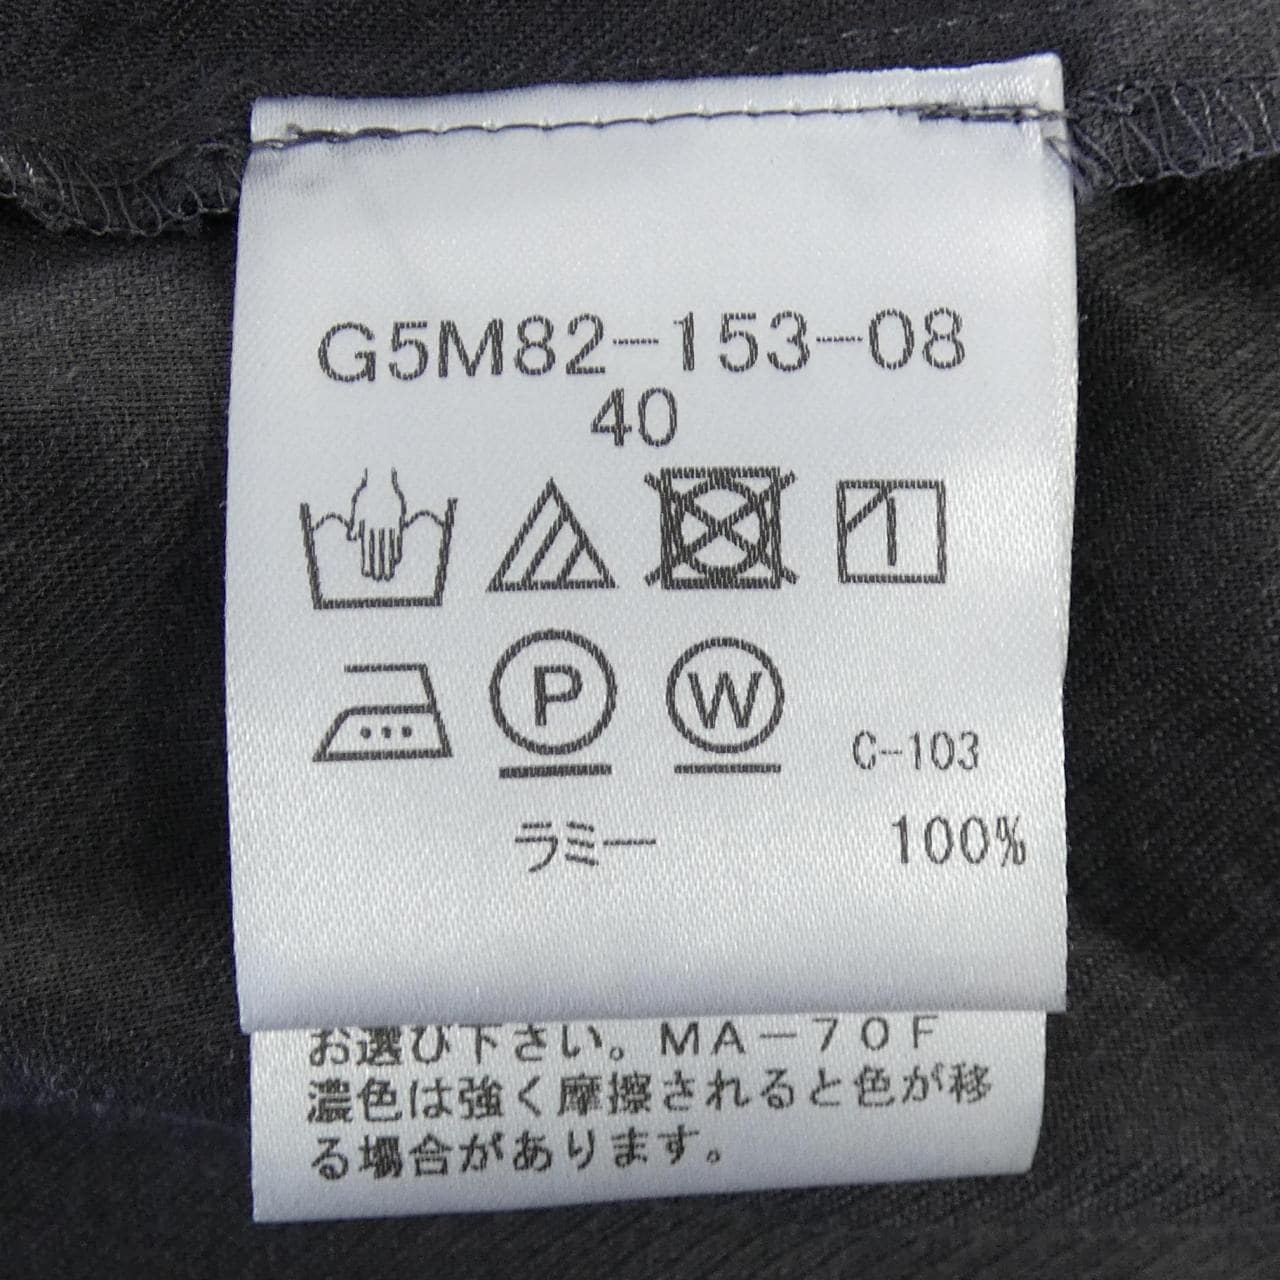 G5M82-153-08
40
P W C-103
ラミー 100%
お選び下さい。MA-70F
濃色は強く摩擦されると色が移
る場合があります。